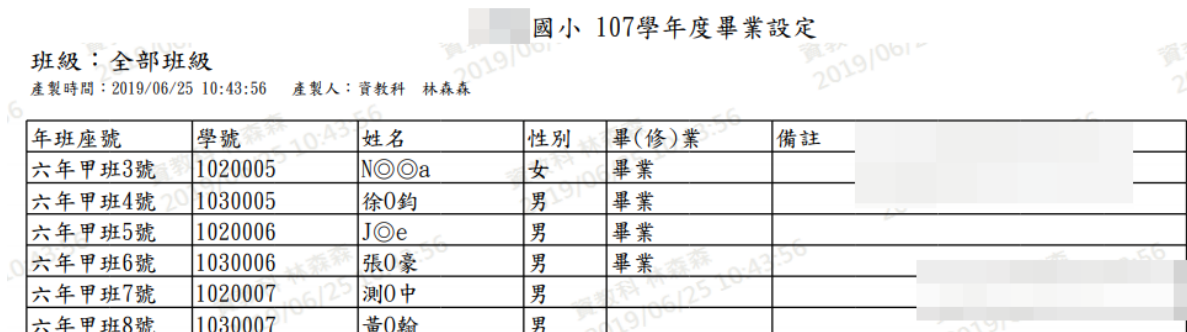 國小 107學年度畢業設定
班級：全部班級
產製時間：2019/06/25 10:43:56 產製人：資教科 林森森
年班座號 學號 姓名 性別 畢(修)業 備註
六年甲班3號 1020005 N◎◎a 女 畢業
六年甲班4號 1030005 徐O鈞 男 畢業
六年甲班5號 1020006 J◎e 男 畢業
六年甲班6號 1030006 張O豪 男 畢業
六年甲班7號 1020007 測O中 男
六年甲班8號 1030007 黃O翰 男